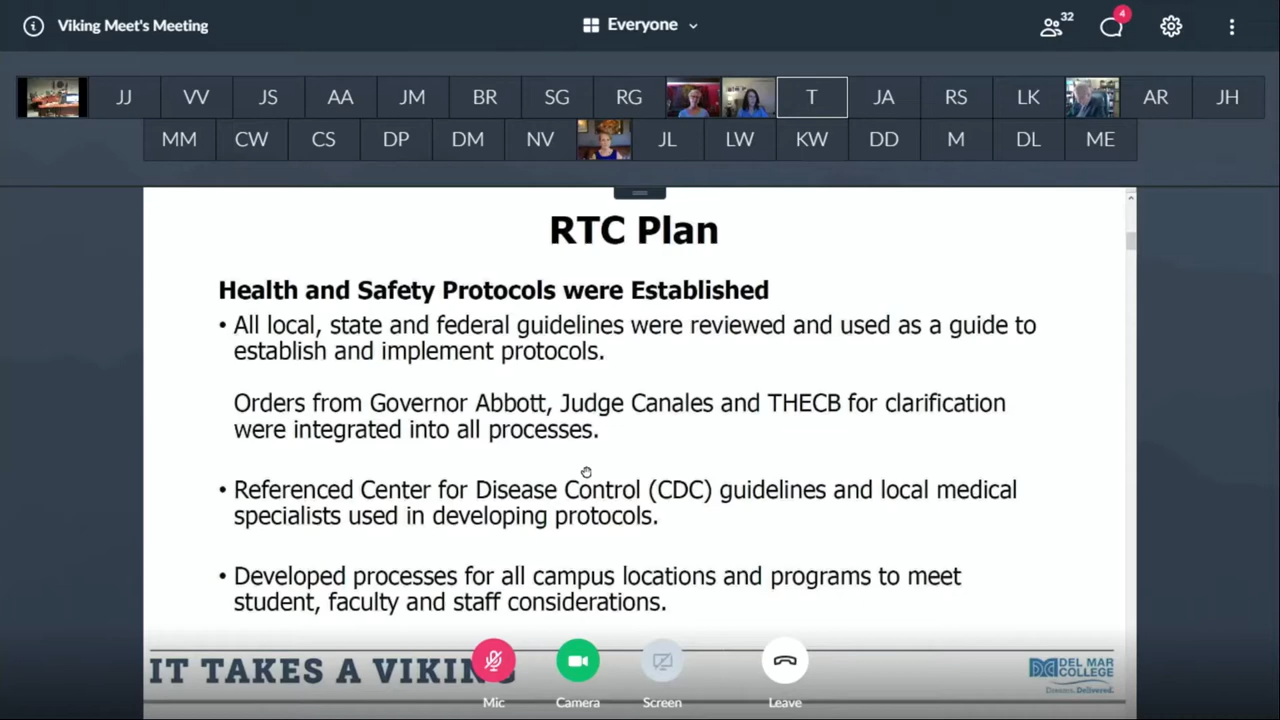 Viking Meet's Meeting
Everyone
32
4
JJ VV JS AA JM BR SG RG T JA RS LK AR JH
MM CW CS DP DM NV JL LW KW DD M DL ME
RTC Plan
Health and Safety Protocols were Established
• All local, state and federal guidelines were reviewed and used as a guide to
establish and implement protocols.
Orders from Governor Abbott, Judge Canales and THECB for clarification
were integrated into all processes.
• Referenced Center for Disease Control (CDC) guidelines and local medical
specialists used in developing protocols.
• Developed processes for all campus locations and programs to meet
student, faculty and staff considerations.
IT TAKES A VIKING
DEL MAR
COLLEGE
Dreams. Delivered.
Mic Camera Screen Leave